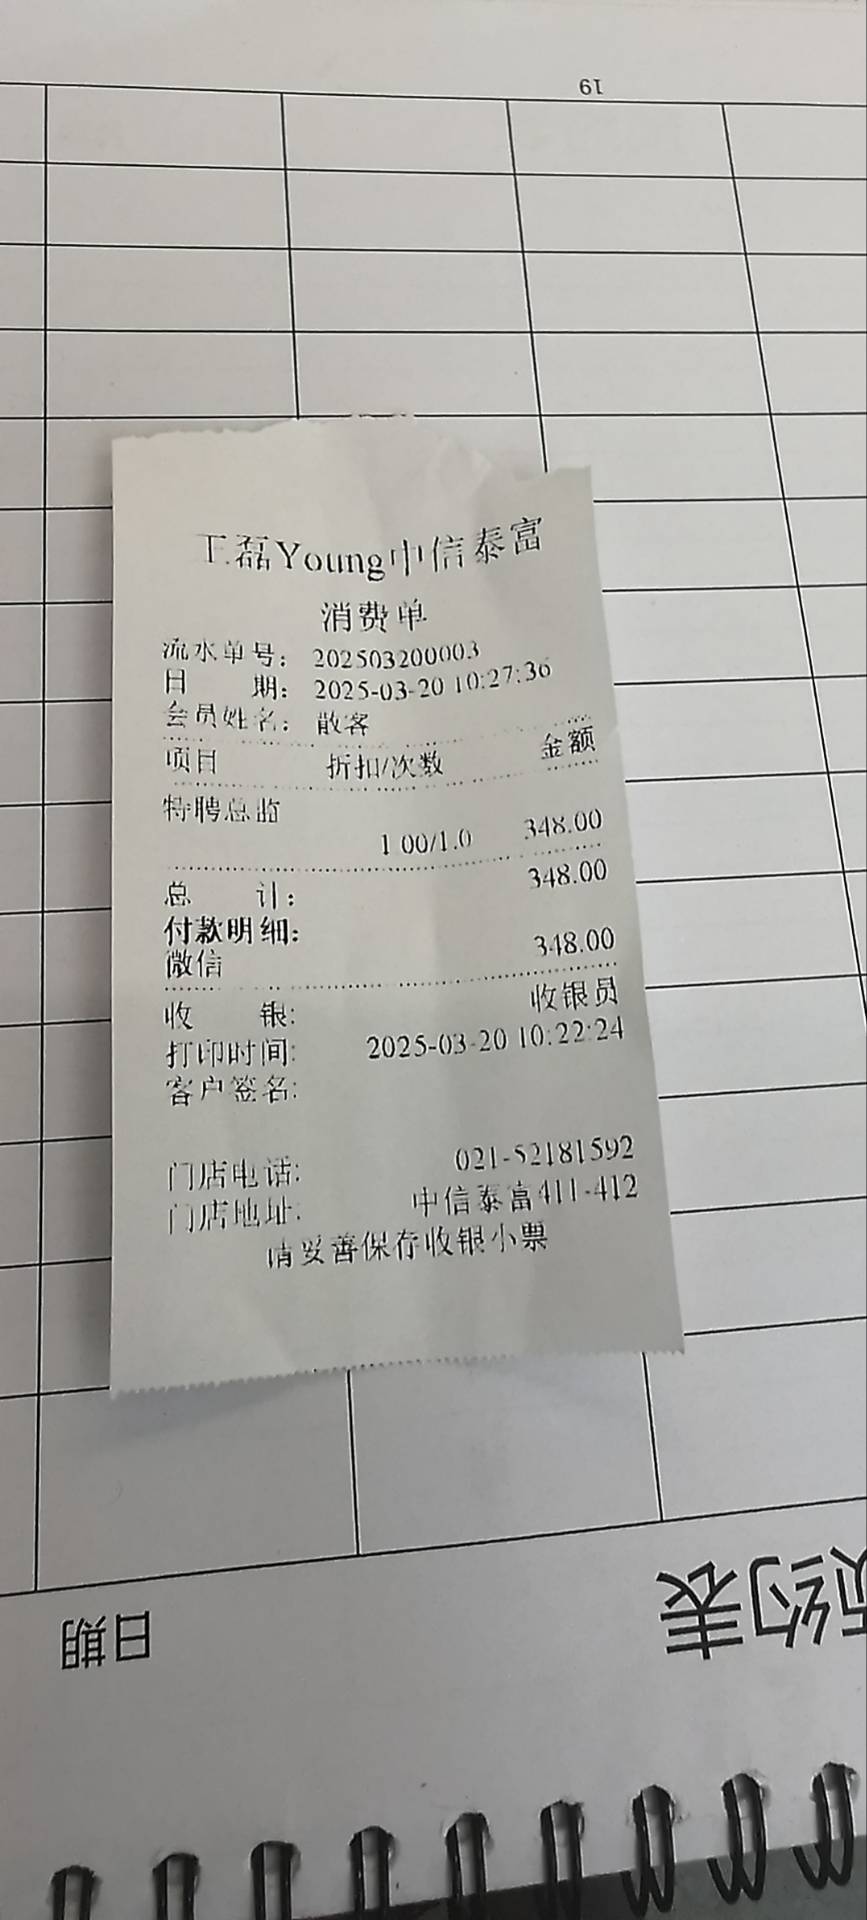 19
王磊Young中信泰富
消费单
流水单号： 202503200003
日 期： 2025-03-20 10:27:36
会员姓名： 散客
项目 折扣/次数 金额
特聘总监
1 00/1.0 348.00
总 计： 348.00
付款明细:
微信 348.00
收 银: 收银员
打印时间: 2025-03-20 10:22:24
客户签名:
门店电话: 021-52181592
门店地址: 中信泰富411-412
请妥善保存收银小票
预约表
日期